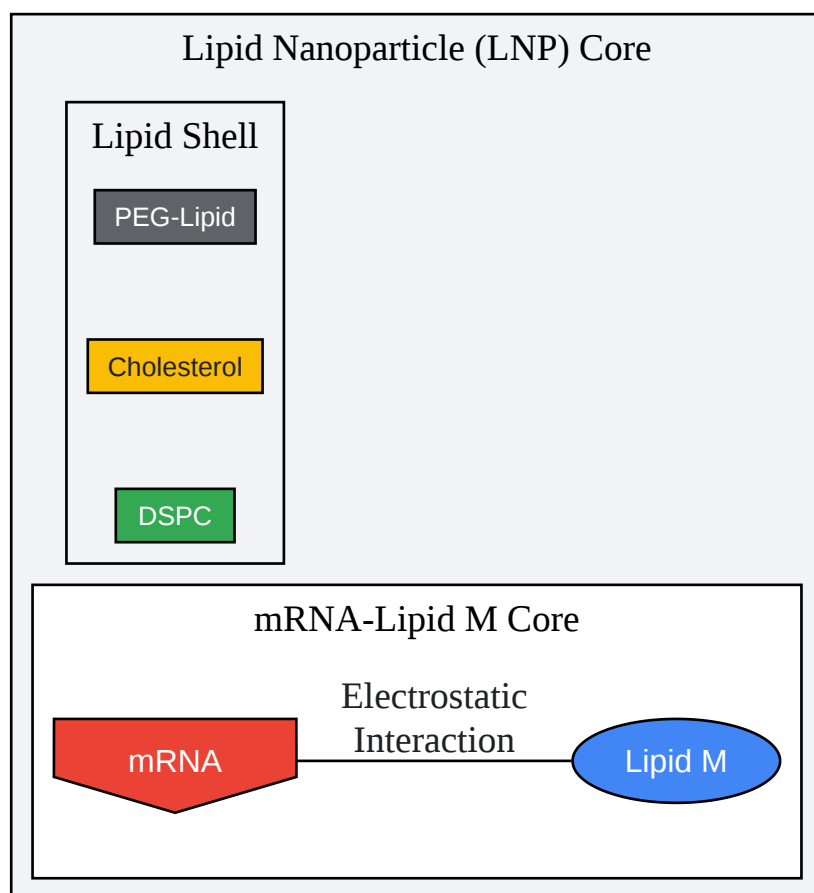 Lipid Nanoparticle (LNP) Core
Lipid Shell
PEG-Lipid
Cholesterol
DSPC
mRNA-Lipid M Core
Electrostatic
Interaction
mRNA
Lipid M